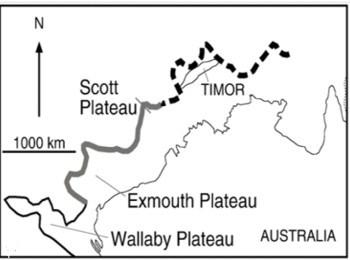 N
Scott
Plateau
TIMOR
1000 km
Exmouth Plateau
Wallaby Plateau
AUSTRALIA